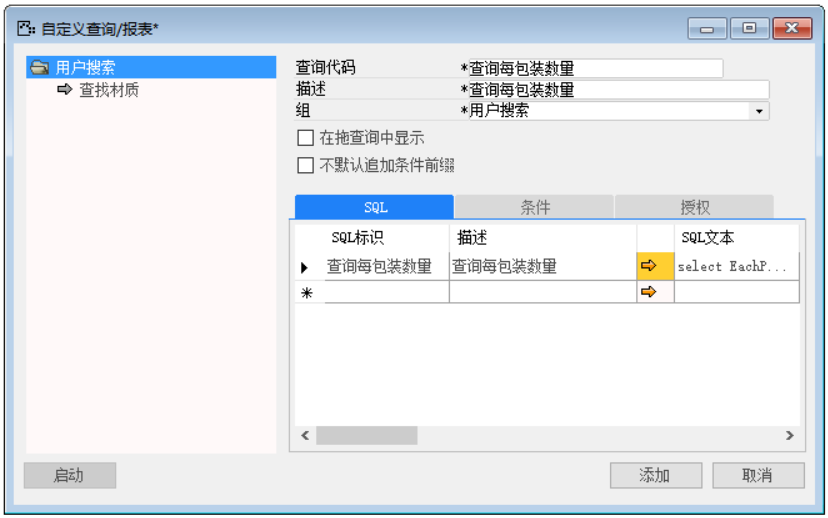 自定义查询/报表*
用户搜索
查找材质
查询代码 *查询每包装数量
描述 *查询每包装数量
组 *用户搜索
在拖查询中显示
不默认追加条件前缀
SQL 条件 授权
SQL标识 描述 SQL文本
查询每包装数量 查询每包装数量 select EachP...
启动 添加 取消